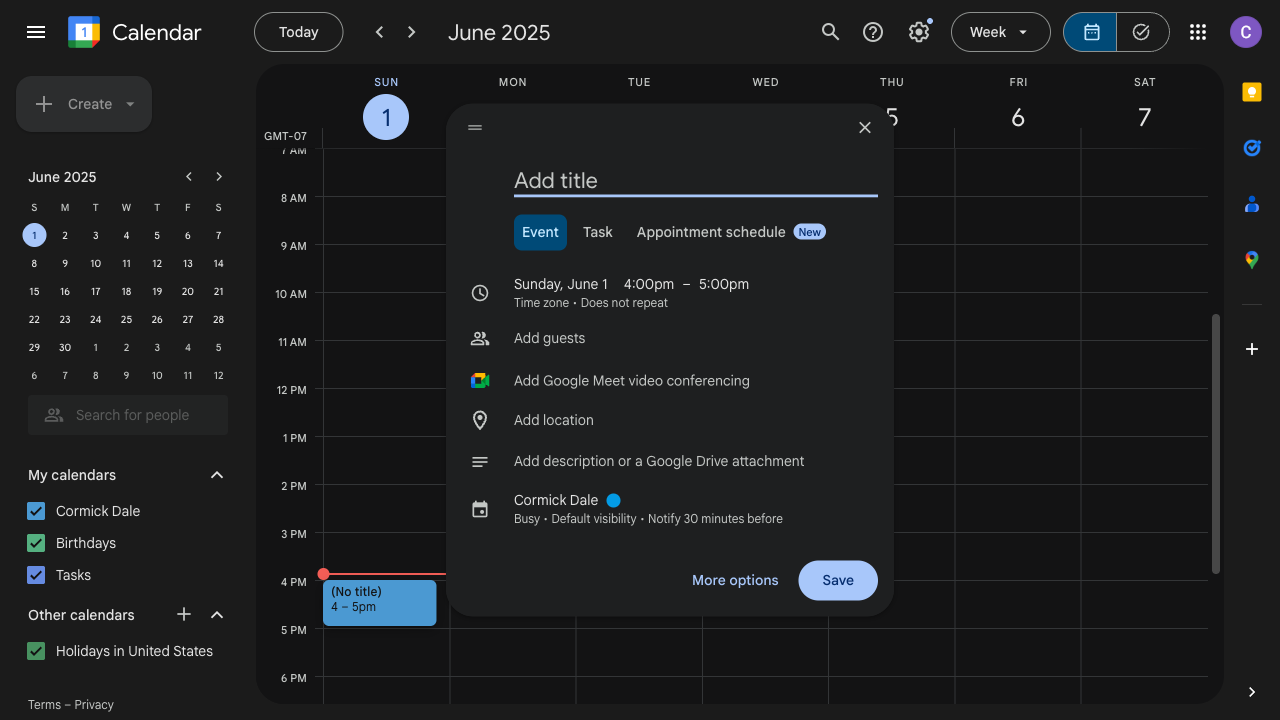 1 Calendar Today June 2025 Week C
Create
June 2025
S M T W T F S
1 2 3 4 5 6 7
8 9 10 11 12 13 14
15 16 17 18 19 20 21
22 23 24 25 26 27 28
29 30 1 2 3 4 5
6 7 8 9 10 11 12
Search for people
My calendars
Cormick Dale
Birthdays
Tasks
Other calendars
Holidays in United States
Terms – Privacy
SUN MON TUE WED THU FRI SAT
1 5 6 7
GMT-07
7 AM
8 AM
9 AM
10 AM
11 AM
12 PM
1 PM
2 PM
3 PM
4 PM
5 PM
6 PM
(No title)
4 – 5pm
Add title
Event Task Appointment schedule New
Sunday, June 1 4:00pm – 5:00pm
Time zone • Does not repeat
Add guests
Add Google Meet video conferencing
Add location
Add description or a Google Drive attachment
Cormick Dale
Busy • Default visibility • Notify 30 minutes before
More options Save